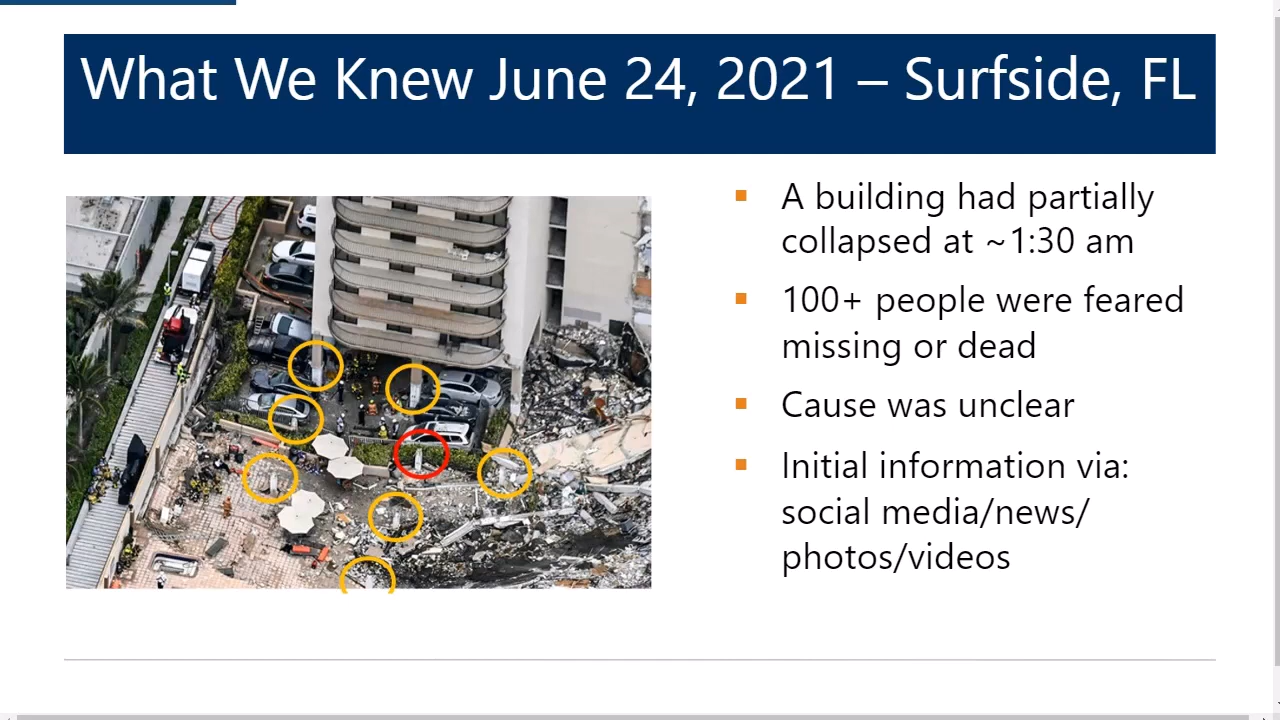 What We Knew June 24, 2021 – Surfside, FL
A building had partially
collapsed at ~1:30 am
100+ people were feared
missing or dead
Cause was unclear
Initial information via:
social media/news/
photos/videos